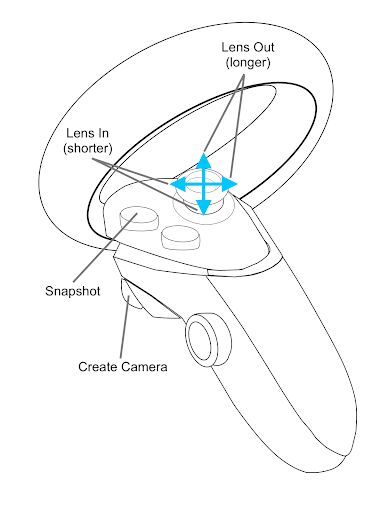 Lens Out
(longer)
Lens In
(shorter)
Snapshot
Create Camera